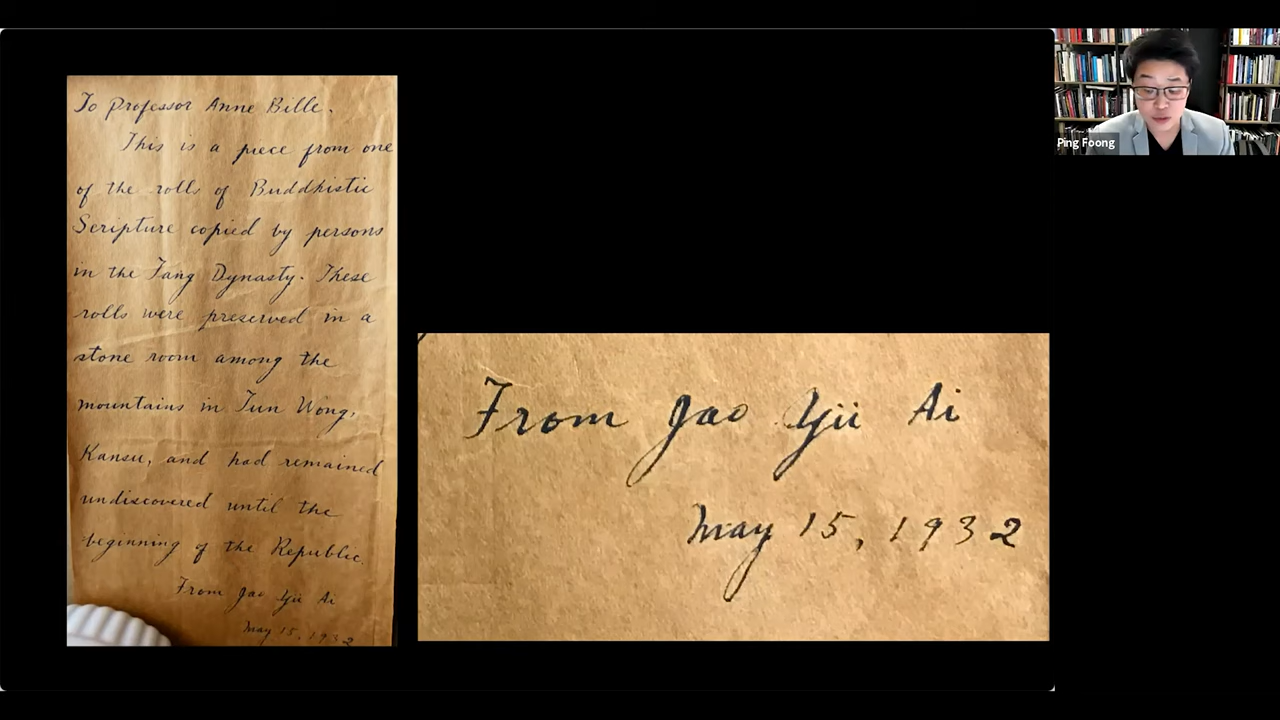 To Professor Anne Bille.
This is a piece from one
of the rolls of Buddhistic
Scripture copied by persons
in the Tang Dynasty. These
rolls were preserved in a
stone room among the
mountains in Tun Wong,
Kansu, and had remained
undiscovered until the
beginning of the Republic.
From Jao Yü Ai
May 15, 1932
From Jao Yü Ai
May 15, 1932
Ping Foong